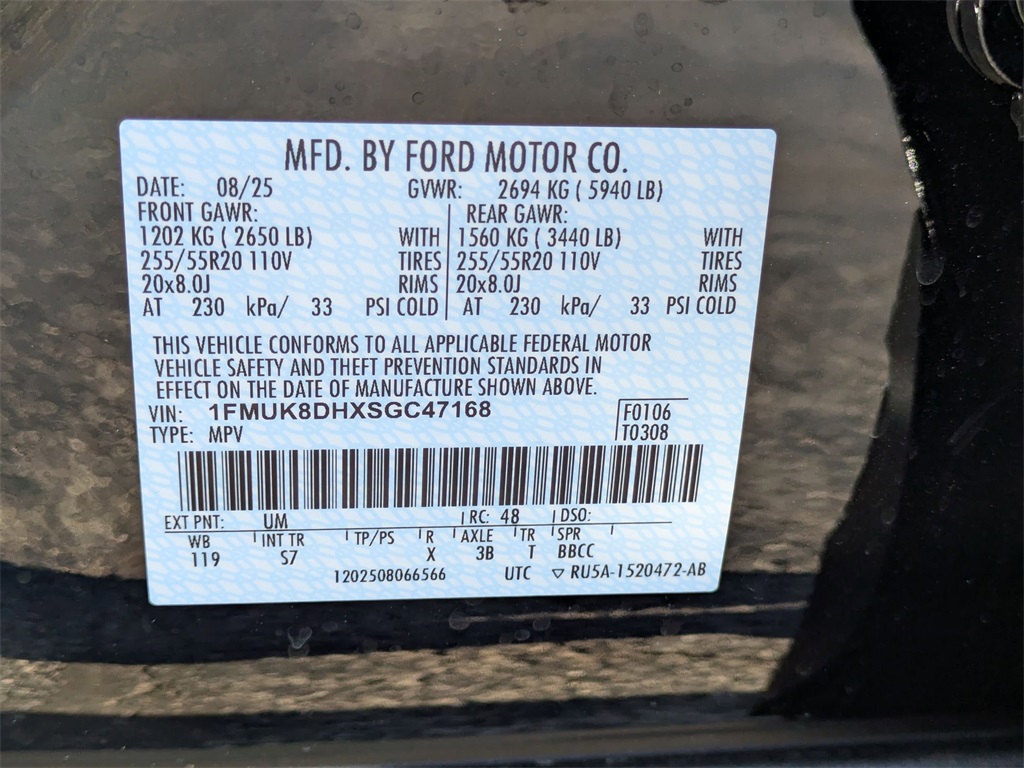 MFD. BY FORD MOTOR CO.
DATE: 08/25 GVWR: 2694 KG ( 5940 LB)
FRONT GAWR: REAR GAWR:
1202 KG ( 2650 LB) WITH 1560 KG ( 3440 LB) WITH
255/55R20 110V TIRES 255/55R20 110V TIRES
20x8.0J RIMS 20x8.0J RIMS
AT 230 kPa/ 33 PSI COLD AT 230 kPa/ 33 PSI COLD
THIS VEHICLE CONFORMS TO ALL APPLICABLE FEDERAL MOTOR
VEHICLE SAFETY AND THEFT PREVENTION STANDARDS IN
EFFECT ON THE DATE OF MANUFACTURE SHOWN ABOVE.
VIN: 1FMUK8DHXSGC47168 F0106
TYPE: MPV T0308
EXT PNT: UM RC: 48 DSO:
WB INT TR TP/PS R AXLE TR SPR
119 S7 X 3B T BBCC
1202508066566 UTC ▽ RU5A-1520472-AB